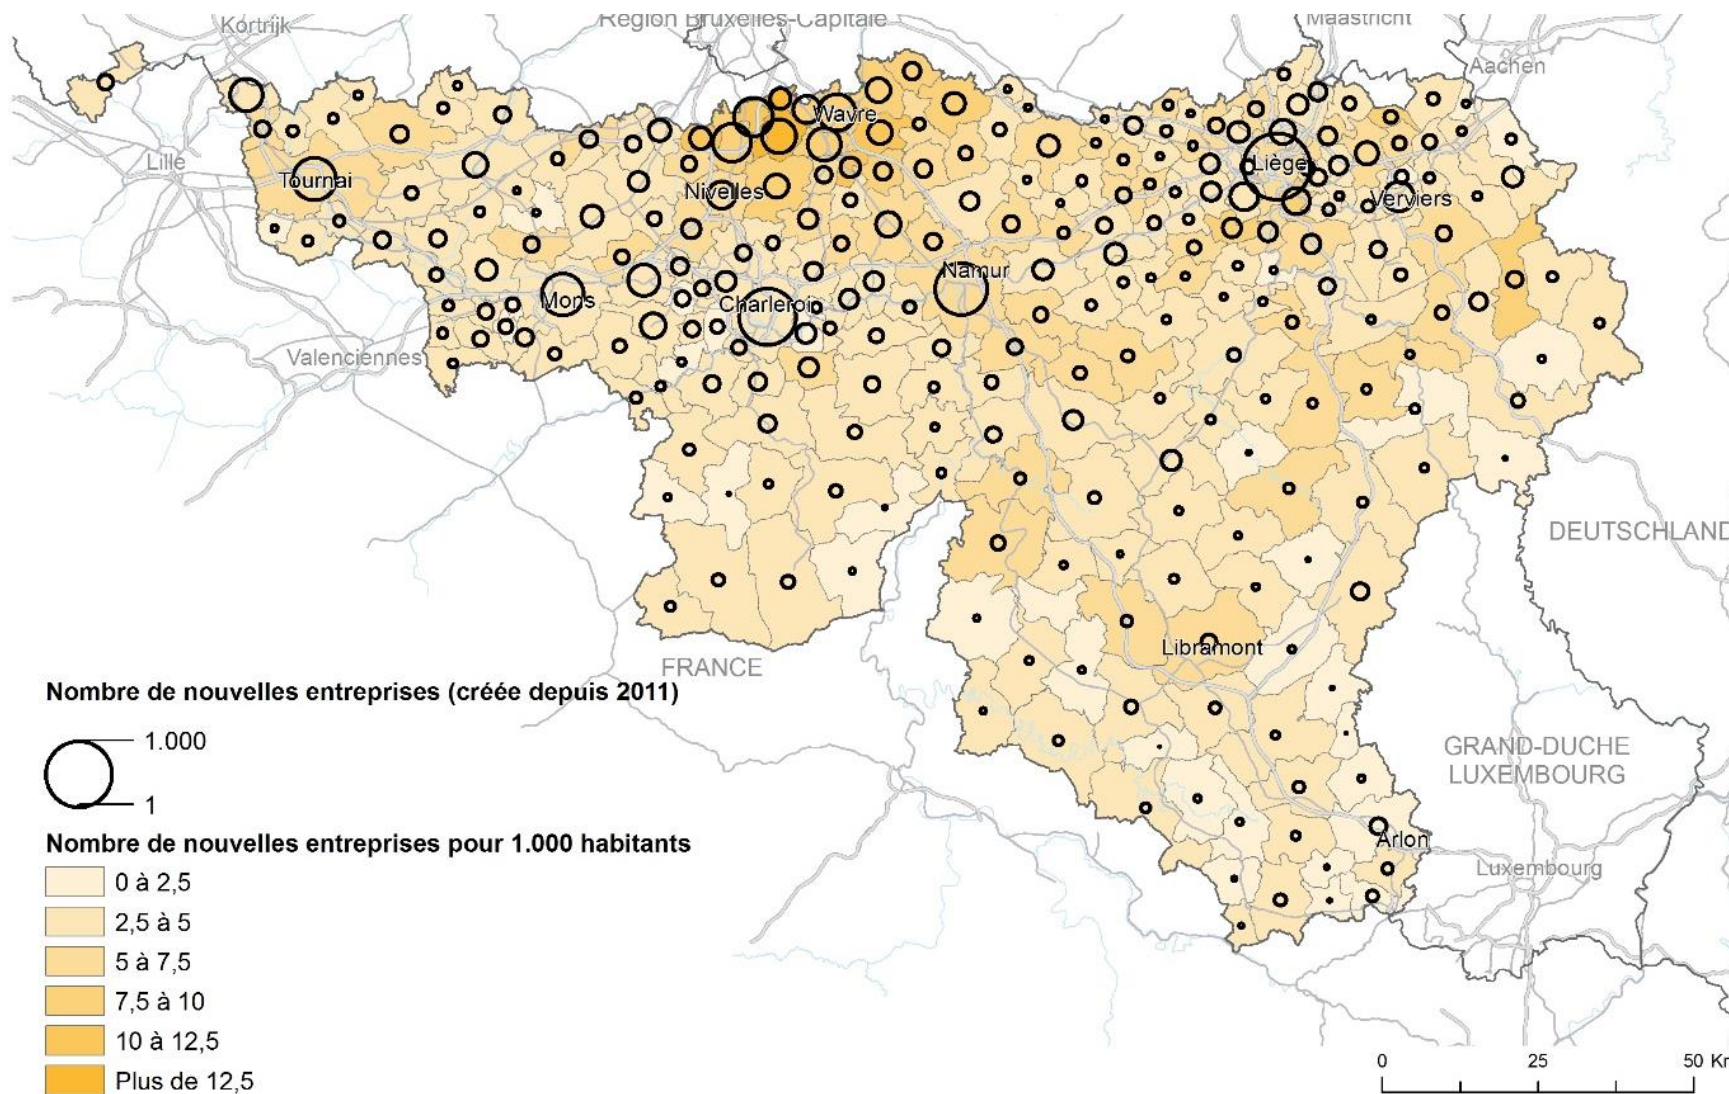 Région Bruxelles-Capitale
Maastricht
Kortrijk
Aachen
Wavre
Lille
Liège
Tournai
Nivelles
Verviers
Namur
Mons
Charleroi
Valenciennes
DEUTSCHLAND
Libramont
FRANCE
Nombre de nouvelles entreprises (créée depuis 2011)
1.000
1
GRAND-DUCHE
LUXEMBOURG
Arlon
Luxembourg
Nombre de nouvelles entreprises pour 1.000 habitants
0 à 2,5
2,5 à 5
5 à 7,5
7,5 à 10
10 à 12,5
Plus de 12,5
0 25 50 Km